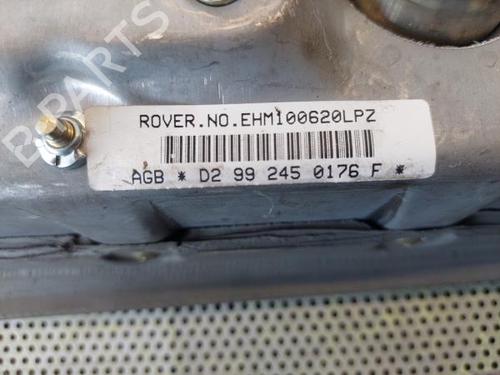 B PARTS
ROVER.NO.EHM100620LPZ
AGB * D2 99 245 0176 F *